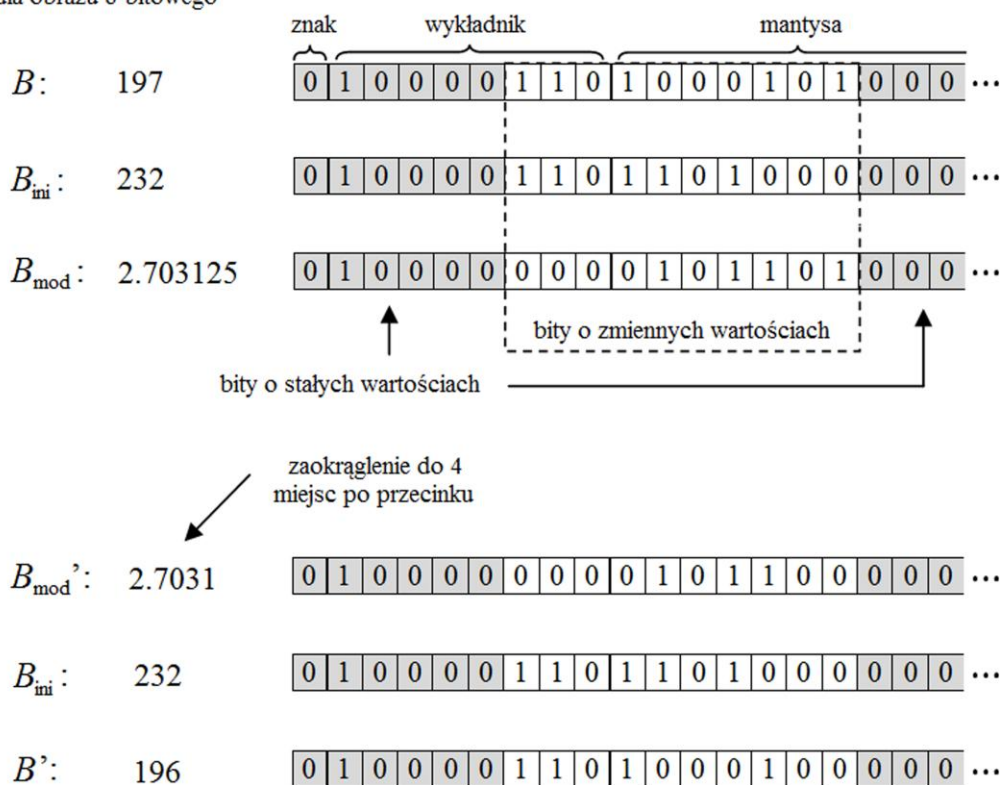 obrazu 8-bitowego
znak wykładnik mantysa
B: 197 0 1 0 0 0 0 1 1 0 1 0 0 0 1 0 1 0 0 0 ...
Bini: 232 0 1 0 0 0 0 1 1 0 1 1 0 1 0 0 0 0 0 0 ...
Bmod: 2.703125 0 1 0 0 0 0 0 0 0 0 1 0 1 1 0 1 0 0 0 ...
bity o zmiennych wartościach
bity o stałych wartościach
zaokrąglenie do 4
miejsc po przecinku
Bmod’: 2.7031 0 1 0 0 0 0 0 0 0 0 1 0 1 1 0 0 0 0 0 ...
Bini: 232 0 1 0 0 0 0 1 1 0 1 1 0 1 0 0 0 0 0 0 ...
B’: 196 0 1 0 0 0 0 1 1 0 1 0 0 0 1 0 0 0 0 0 ...